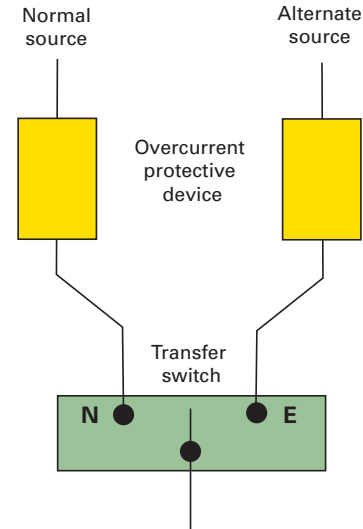 Normal
source
Alternate
source
Overcurrent
protective
device
Transfer
switch
N
E